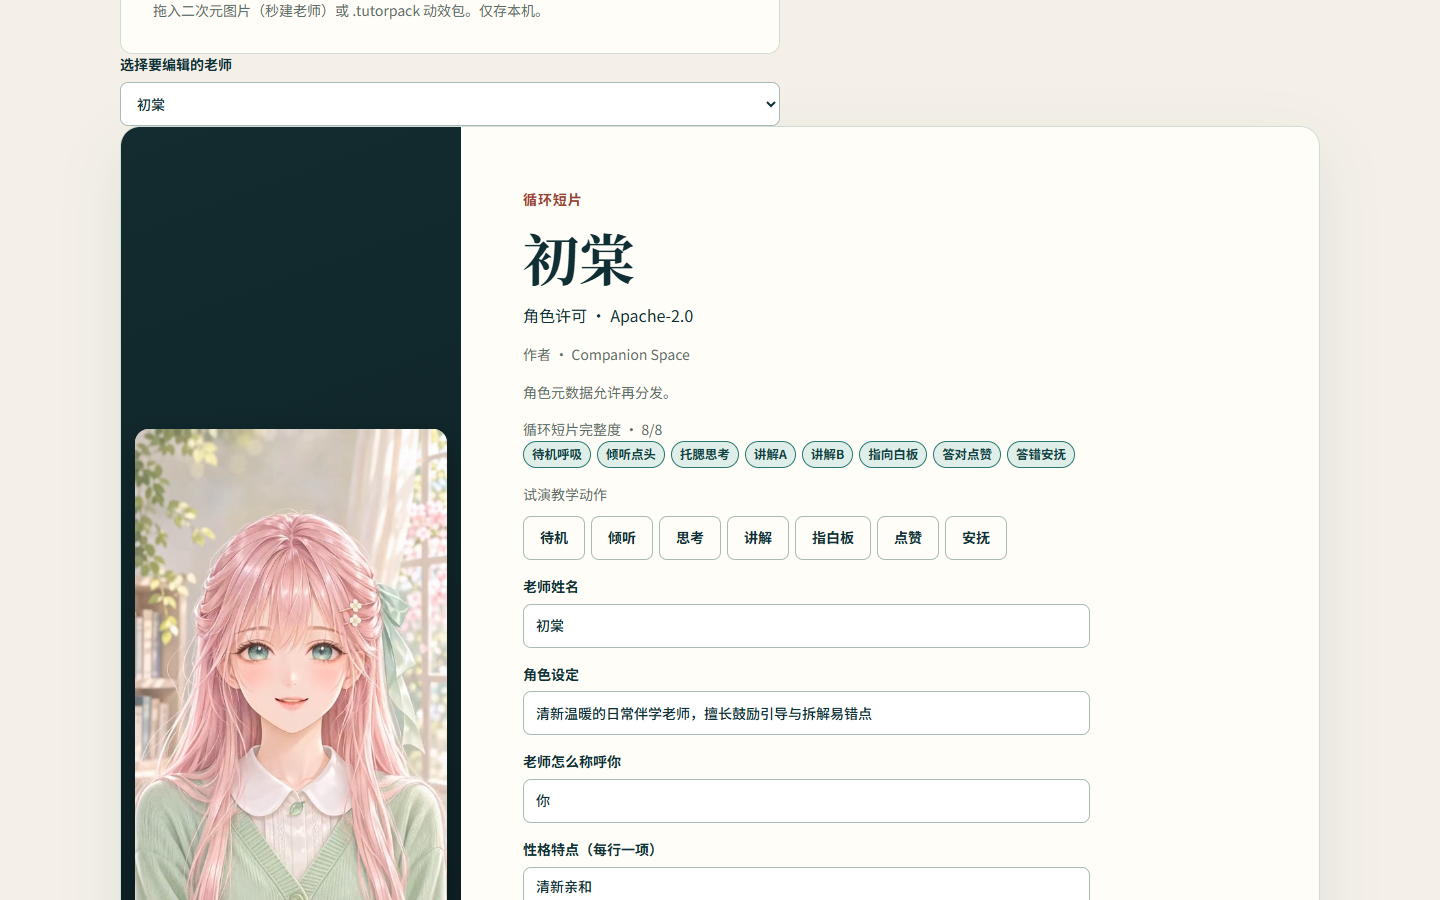 拖入二次元图片（秒建老师）或 .tutorpack 动效包。仅存本机。
选择要编辑的老师
初棠
循环短片
初棠
角色许可 · Apache-2.0
作者 · Companion Space
角色元数据允许再分发。
循环短片完整度 · 8/8
待机呼吸 倾听点头 托腮思考 讲解A 讲解B 指向白板 答对点赞 答错安抚
试演教学动作
待机 倾听 思考 讲解 指白板 点赞 安抚
老师姓名
初棠
角色设定
清新温暖的日常伴学老师，擅长鼓励引导与拆解易错点
老师怎么称呼你
你
性格特点（每行一项）
清新亲和